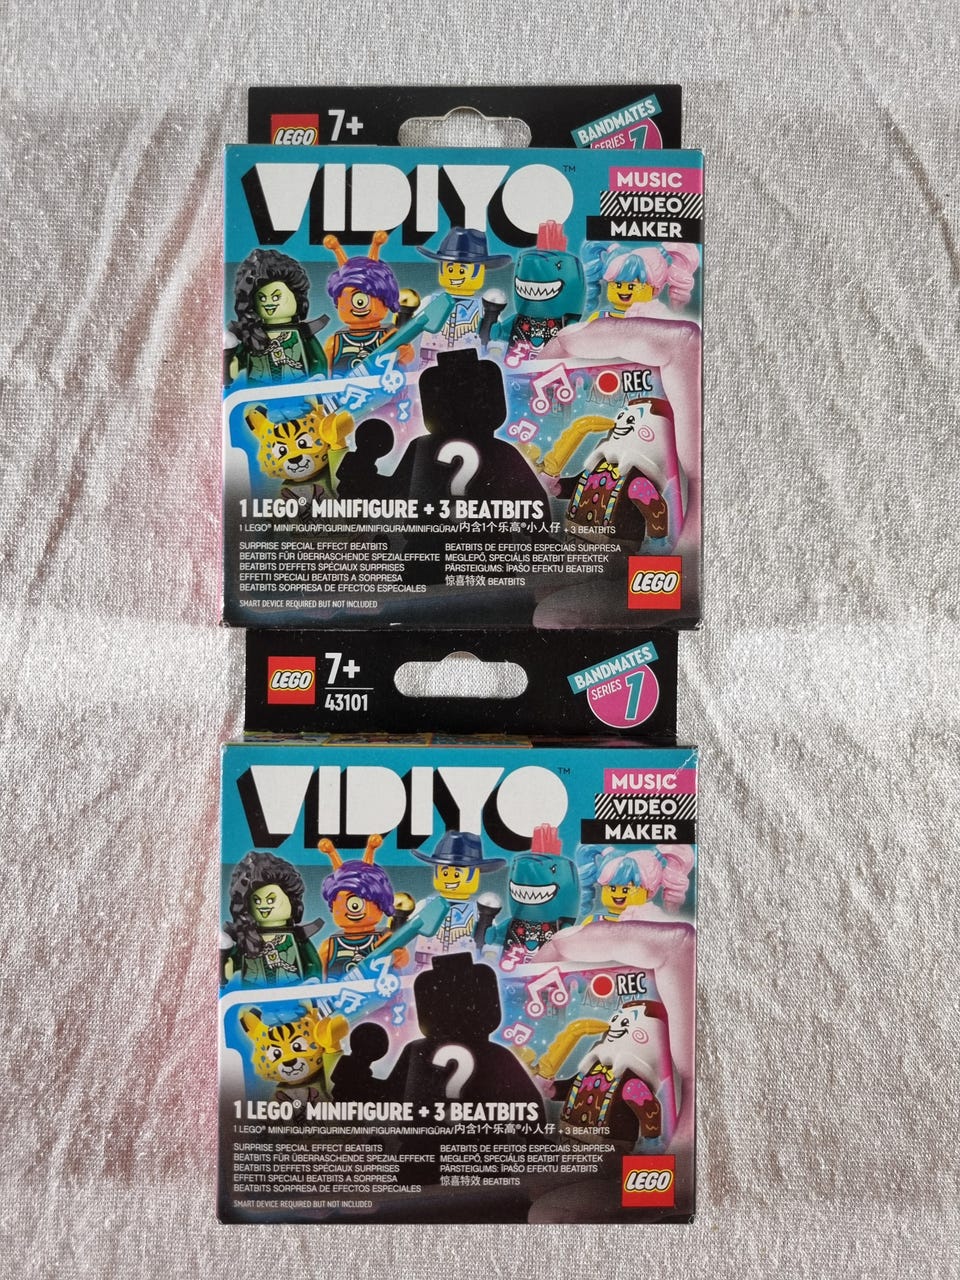 LEGO 7+
BANDMATES
SERIES 1
VIDIYO™
MUSIC
VIDEO
MAKER
REC
?
1 LEGO® MINIFIGURE + 3 BEATBITS
1 LEGO® MINIFIGUR/FIGURINE/MINIFIGURA/MINIFIGŪRA/内含1个乐高®小人仔 + 3 BEATBITS
SURPRISE SPECIAL EFFECT BEATBITS
BEATBITS FÜR ÜBERRASCHENDE SPEZIALEFFEKTE
BEATBITS D'EFFETS SPÉCIAUX SURPRISES
EFFETTI SPECIALI BEATBITS A SORPRESA
BEATBITS SORPRESA DE EFECTOS ESPECIALES
BEATBITS DE EFEITOS ESPECIAIS SURPRESA
MEGLEPŐ, SPECIÁLIS BEATBIT EFFEKTEK
PĀRSTEIGUMS: ĪPAŠO EFEKTU BEATBITS
惊喜特效 BEATBITS
SMART DEVICE REQUIRED BUT NOT INCLUDED
LEGO
LEGO 7+
43101
BANDMATES
SERIES 1
VIDIYO™
MUSIC
VIDEO
MAKER
REC
?
1 LEGO® MINIFIGURE + 3 BEATBITS
1 LEGO® MINIFIGUR/FIGURINE/MINIFIGURA/MINIFIGŪRA/内含1个乐高®小人仔 + 3 BEATBITS
SURPRISE SPECIAL EFFECT BEATBITS
BEATBITS FÜR ÜBERRASCHENDE SPEZIALEFFEKTE
BEATBITS D'EFFETS SPÉCIAUX SURPRISES
EFFETTI SPECIALI BEATBITS A SORPRESA
BEATBITS SORPRESA DE EFECTOS ESPECIALES
BEATBITS DE EFEITOS ESPECIAIS SURPRESA
MEGLEPŐ, SPECIÁLIS BEATBIT EFFEKTEK
PĀRSTEIGUMS: ĪPAŠO EFEKTU BEATBITS
惊喜特效 BEATBITS
SMART DEVICE REQUIRED BUT NOT INCLUDED
LEGO